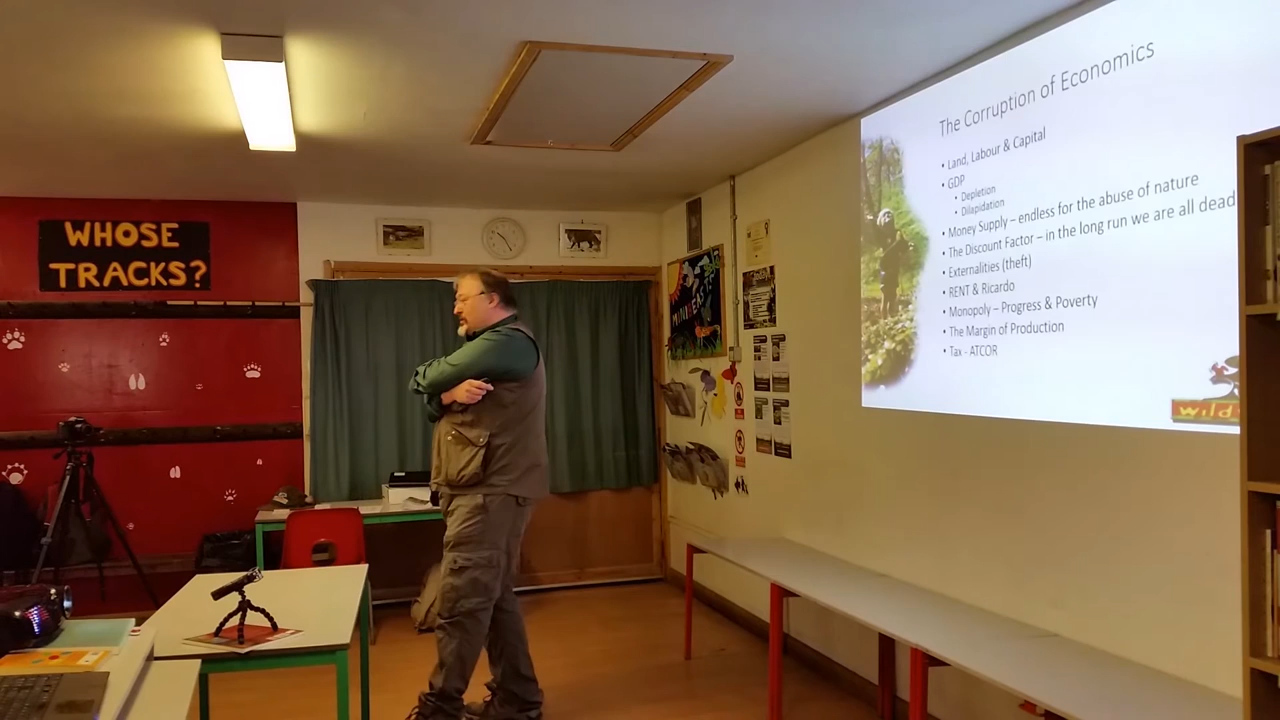 WHOSE
TRACKS?
MINIBEASTS
The Corruption of Economics
• Land, Labour & Capital
• GDP
• Depletion
• Dilapidation
• Money Supply – endless for the abuse of nature
• The Discount Factor – in the long run we are all dead
• Externalities (theft)
• RENT & Ricardo
• Monopoly – Progress & Poverty
• The Margin of Production
• Tax - ATCOR
wild